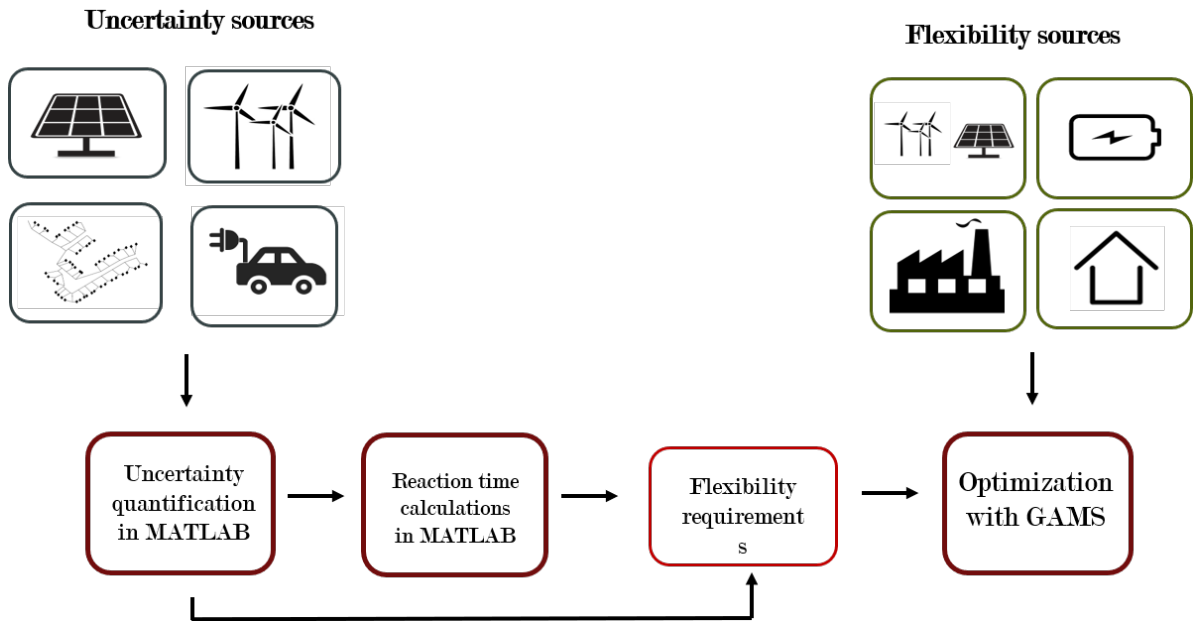 Uncertainty sources
Flexibility sources
Uncertainty
quantification
in MATLAB
Reaction time
calculations
in MATLAB
Flexibility
requirement
s
Optimization
with GAMS